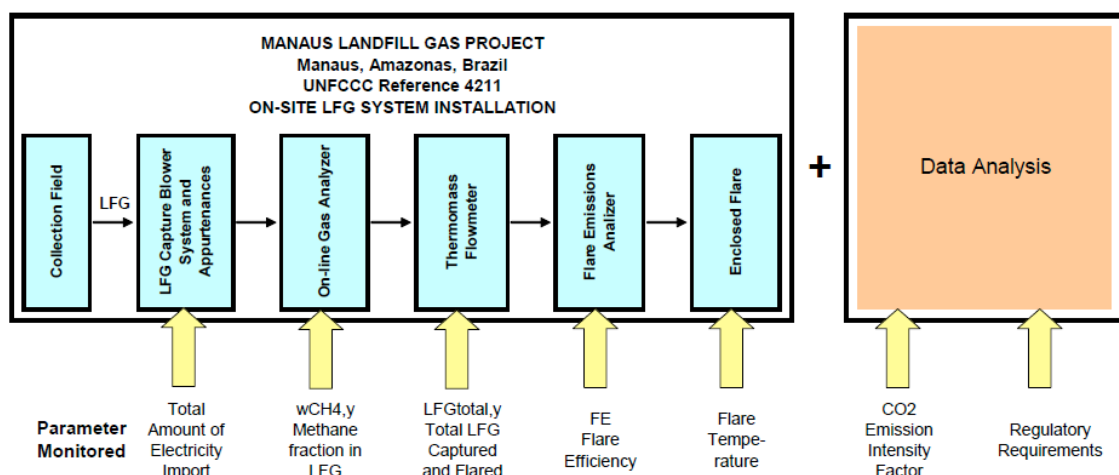 MANAUS LANDFILL GAS PROJECT
Manaus, Amazonas, Brazil
UNFCCC Reference 4211
ON-SITE LFG SYSTEM INSTALLATION
Collection Field
LFG
LFG Capture Blower
System and
Appurtenances
On-line Gas Analyzer
Thermomass
Flowmeter
Flare Emissions
Analizer
Enclosed Flare
+
Data Analysis
Parameter
Monitored
Total
Amount of
Electricity
Import
wCH4,y
Methane
fraction in
LFG
LFGtotal,y
Total LFG
Captured
and Flared
FE
Flare
Efficiency
Flare
Tempe-
rature
CO2
Emission
Intensity
Factor
Regulatory
Requirements